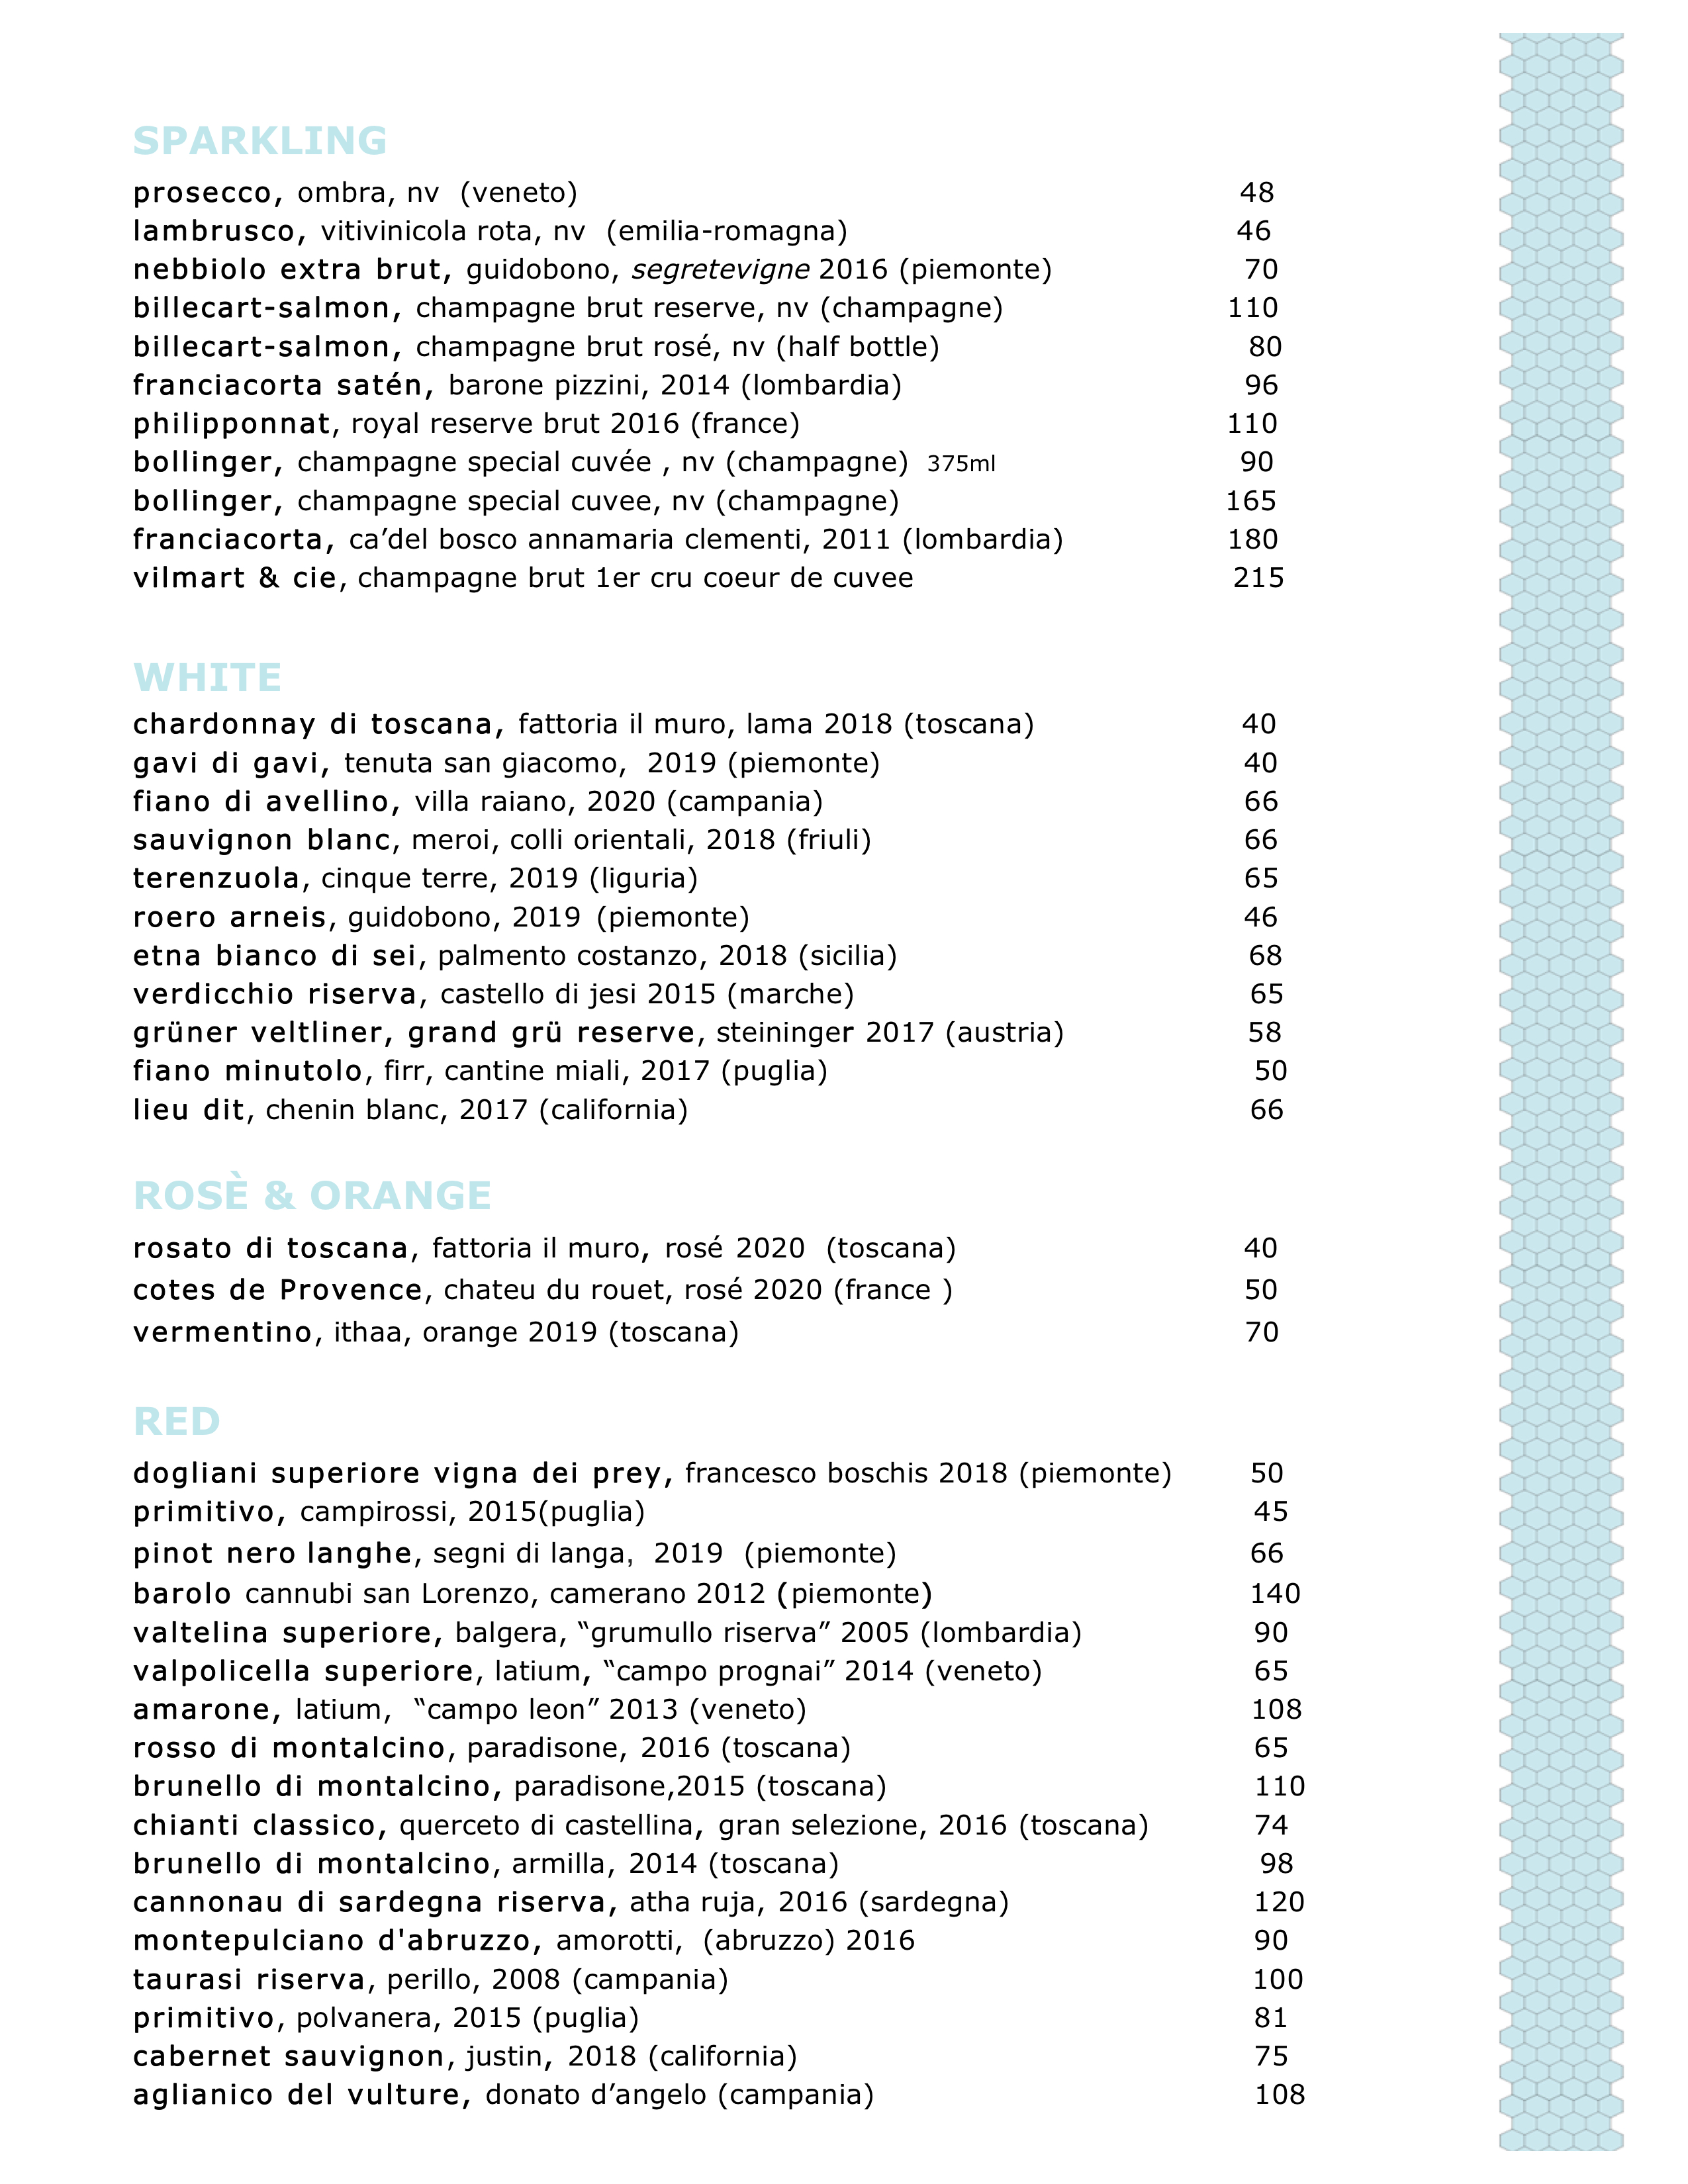 SPARKLING
prosecco, ombra, nv (veneto) 48
lambrusco, vitivinicola rota, nv (emilia-romagna) 46
nebbiolo extra brut, guidobono, segretevigne 2016 (piemonte) 70
billecart-salmon, champagne brut reserve, nv (champagne) 110
billecart-salmon, champagne brut rosé, nv (half bottle) 80
franciacorta satén, barone pizzini, 2014 (lombardia) 96
philipponnat, royal reserve brut 2016 (france) 110
bollinger, champagne special cuvée , nv (champagne) 375ml 90
bollinger, champagne special cuvee, nv (champagne) 165
franciacorta, ca’del bosco annamaria clementi, 2011 (lombardia) 180
vilmart & cie, champagne brut 1er cru coeur de cuvee 215
WHITE
chardonnay di toscana, fattoria il muro, lama 2018 (toscana) 40
gavi di gavi, tenuta san giacomo, 2019 (piemonte) 40
fiano di avellino, villa raiano, 2020 (campania) 66
sauvignon blanc, meroi, colli orientali, 2018 (friuli) 66
terenzuola, cinque terre, 2019 (liguria) 65
roero arneis, guidobono, 2019 (piemonte) 46
etna bianco di sei, palmento costanzo, 2018 (sicilia) 68
verdicchio riserva, castello di jesi 2015 (marche) 65
grüner veltliner, grand grü reserve, steininger 2017 (austria) 58
fiano minutolo, firr, cantine miali, 2017 (puglia) 50
lieu dit, chenin blanc, 2017 (california) 66
ROSÈ & ORANGE
rosato di toscana, fattoria il muro, rosé 2020 (toscana) 40
cotes de Provence, chateu du rouet, rosé 2020 (france ) 50
vermentino, ithaa, orange 2019 (toscana) 70
RED
dogliani superiore vigna dei prey, francesco boschis 2018 (piemonte) 50
primitivo, campirossi, 2015(puglia) 45
pinot nero langhe, segni di langa, 2019 (piemonte) 66
barolo cannubi san Lorenzo, camerano 2012 (piemonte) 140
valtelina superiore, balgera, “grumullo riserva” 2005 (lombardia) 90
valpolicella superiore, latium, “campo prognai” 2014 (veneto) 65
amarone, latium, “campo leon” 2013 (veneto) 108
rosso di montalcino, paradisone, 2016 (toscana) 65
brunello di montalcino, paradisone,2015 (toscana) 110
chianti classico, querceto di castellina, gran selezione, 2016 (toscana) 74
brunello di montalcino, armilla, 2014 (toscana) 98
cannonau di sardegna riserva, atha ruja, 2016 (sardegna) 120
montepulciano d'abruzzo, amorotti, (abruzzo) 2016 90
taurasi riserva, perillo, 2008 (campania) 100
primitivo, polvanera, 2015 (puglia) 81
cabernet sauvignon, justin, 2018 (california) 75
aglianico del vulture, donato d’angelo (campania) 108